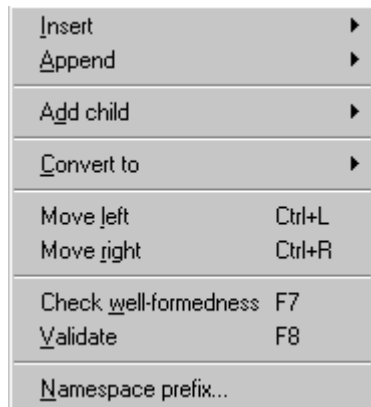 Insert
Append
Add child
Convert to
Move left Ctrl+L
Move right Ctrl+R
Check well-formedness F7
Validate F8
Namespace prefix...